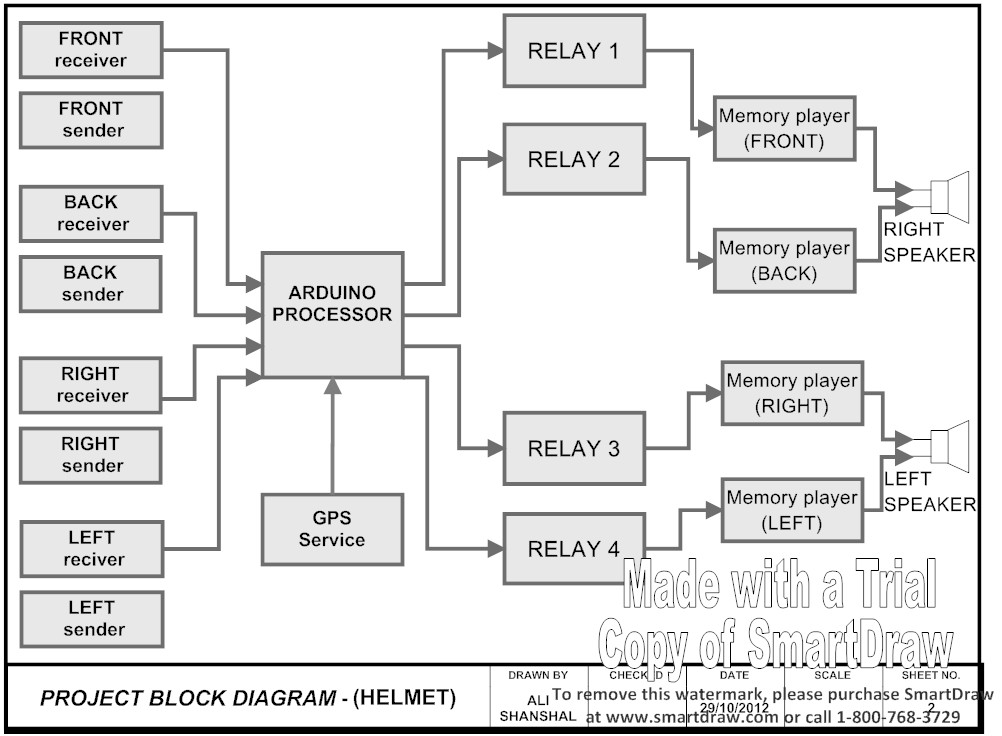 FRONT
receiver
FRONT
sender
BACK
receiver
BACK
sender
RIGHT
receiver
RIGHT
sender
LEFT
reciver
LEFT
sender
ARDUINO
PROCESSOR
GPS
Service
RELAY 1
RELAY 2
RELAY 3
RELAY 4
Memory player
(FRONT)
Memory player
(BACK)
Memory player
(RIGHT)
Memory player
(LEFT)
RIGHT
SPEAKER
LEFT
SPEAKER
Made with a Trial
Copy of SmartDraw
To remove this watermark, please purchase SmartDraw
at www.smartdraw.com or call 1-800-768-3729
PROJECT BLOCK DIAGRAM - (HELMET)
DRAWN BY
ALI
SHANSHAL
CHECKED
DATE
29/10/2012
SCALE
SHEET NO.
2